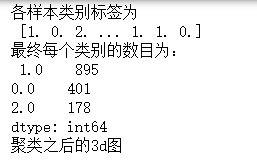 各样本类别标签为
[1. 0. 2. ... 1. 1. 0.]
最终每个类别的数目为：
1.0 895
0.0 401
2.0 178
dtype: int64
聚类之后的3d图